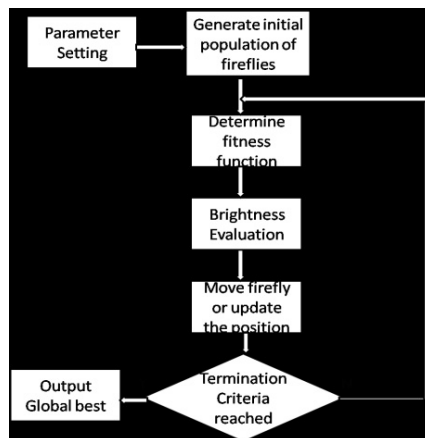 Parameter
Setting
Generate initial
population of
fireflies
Determine
fitness
function
Brightness
Evaluation
Move firefly
or update
the position
Termination
Criteria
reached
Output
Global best